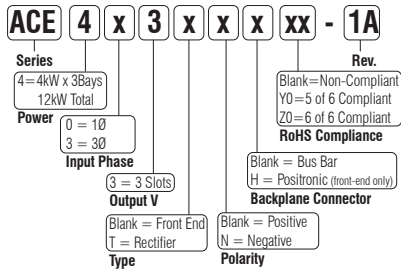 ACE 4 x 3 x x x xx - 1A
Series
Rev.
4=4kW x 3Bays
12kW Total
Power
Blank=Non-Compliant
Y0=5 of 6 Compliant
Z0=6 of 6 Compliant
RoHS Compliance
0 = 1Ø
3 = 3Ø
Input Phase
Blank = Bus Bar
H = Positronic (front-end only)
Backplane Connector
3 = 3 Slots
Output V
Blank = Front End
T = Rectifier
Type
Blank = Positive
N = Negative
Polarity